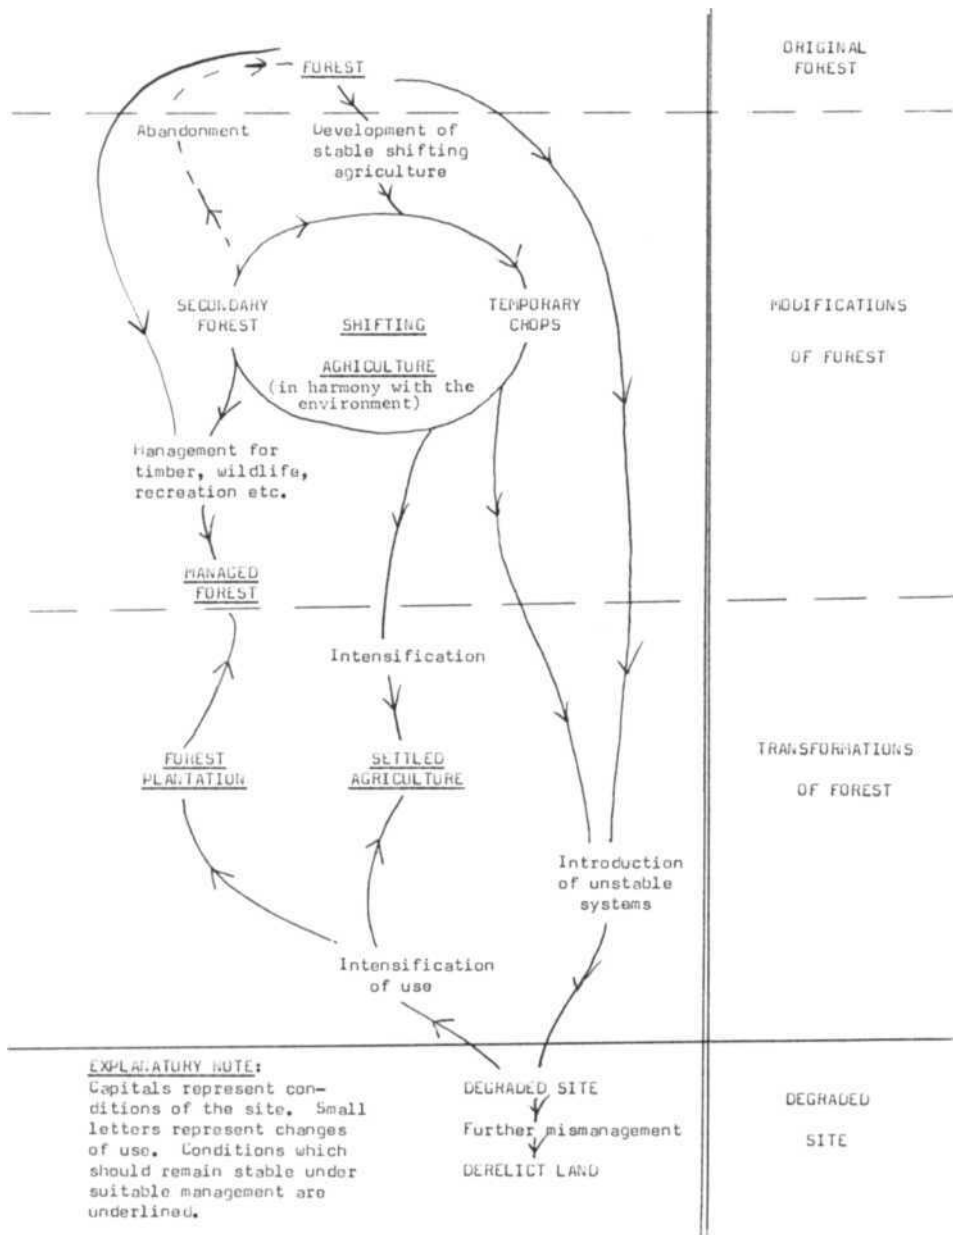 ORIGINAL
FOREST
FOREST
Abandonment
Development of
stable shifting
agriculture
SECONDARY
FOREST
SHIFTING
AGRICULTURE
(in harmony with the
environment)
TEMPORARY
CROPS
MODIFICATIONS
OF FOREST
Management for
timber, wildlife,
recreation etc.
MANAGED
FOREST
Intensification
FOREST
PLANTATION
SETTLED
AGRICULTURE
TRANSFORMATIONS
OF FOREST
Introduction
of unstable
systems
Intensification
of use
EXPLANATORY NOTE:
Capitals represent con-
ditions of the site. Small
letters represent changes
of use. Conditions which
should remain stable under
suitable management are
underlined.
DEGRADED SITE
Further mismanagement
DERELICT LAND
DEGRADED
SITE